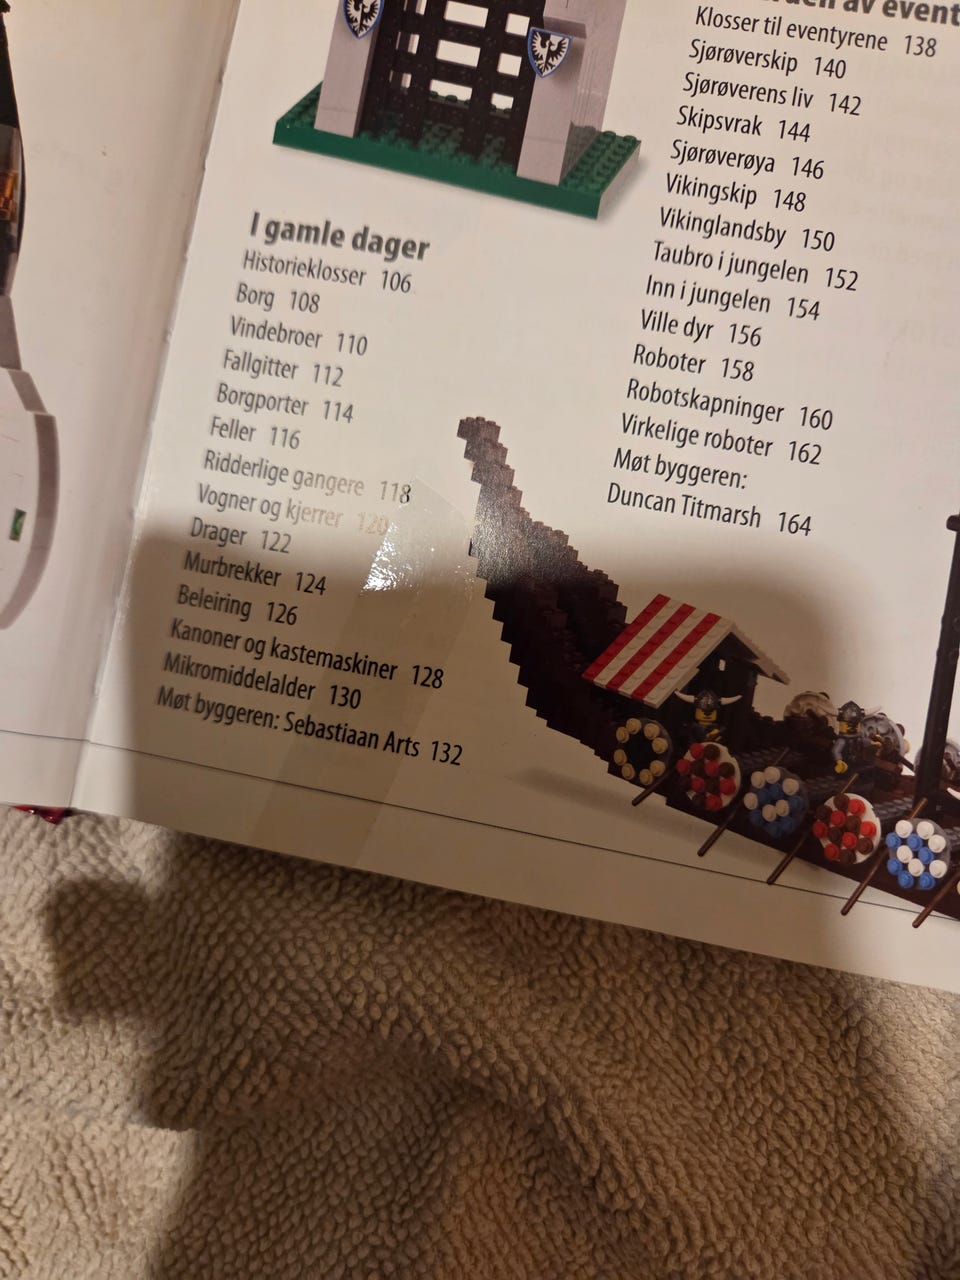 I gamle dager
Historieklosser 106
Borg 108
Vindebroer 110
Fallgitter 112
Borgporter 114
Feller 116
Ridderlige gangere 118
Vogner og kjerrer 120
Drager 122
Murbrekker 124
Beleiring 126
Kanoner og kastemaskiner 128
Mikromiddelalder 130
Møt byggeren: Sebastiaan Arts 132
av event
Klosser til eventyrene 138
Sjørøverskip 140
Sjørøverens liv 142
Skipsvrak 144
Sjørøverøya 146
Vikingskip 148
Vikinglandsby 150
Taubro i jungelen 152
Inn i jungelen 154
Ville dyr 156
Roboter 158
Robotskapninger 160
Virkelige roboter 162
Møt byggeren:
Duncan Titmarsh 164